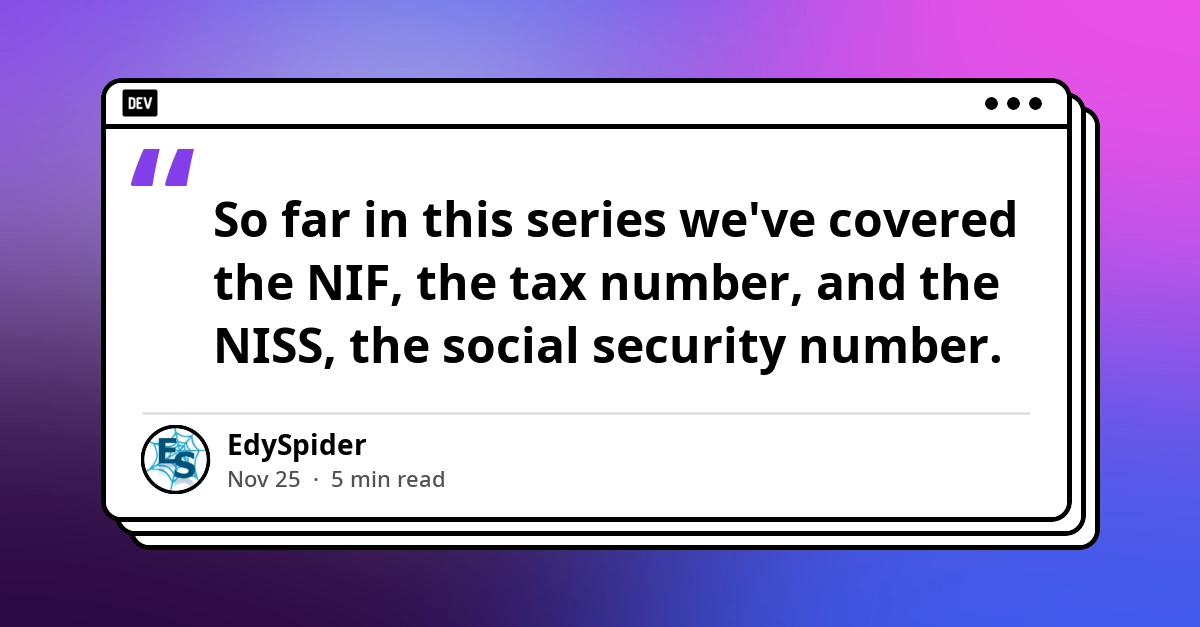 DEV
“
So far in this series we've covered
the NIF, the tax number, and the
NISS, the social security number.
ES
EdySpider
Nov 25 · 5 min read